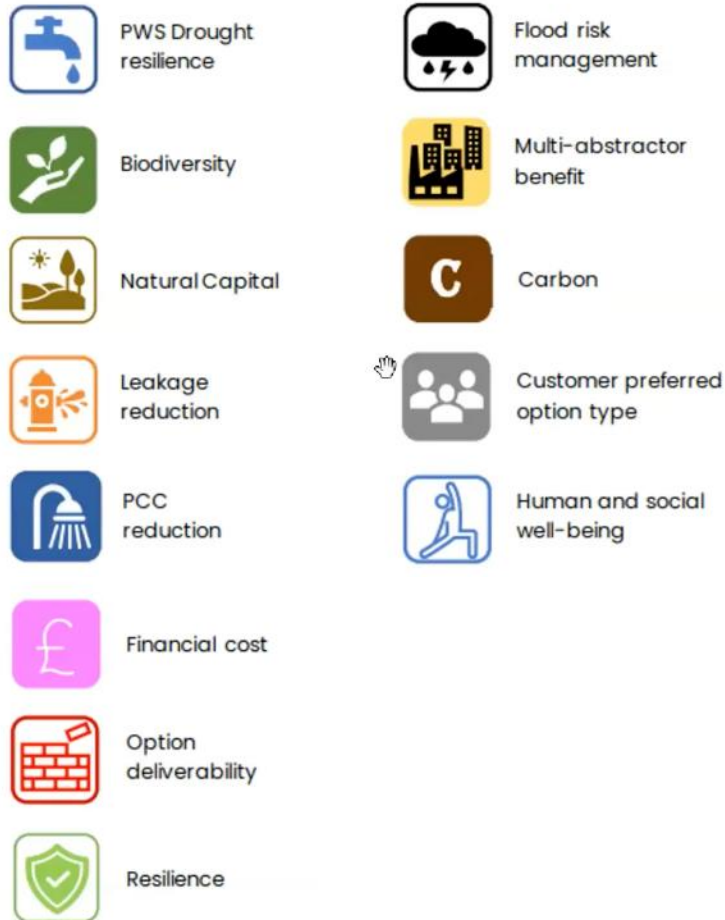 PWS Drought
resilience
Biodiversity
Natural Capital
Leakage
reduction
PCC
reduction
£
Financial cost
Option
deliverability
Resilience
Flood risk
management
Multi-abstractor
benefit
C
Carbon
Customer preferred
option type
Human and social
well-being